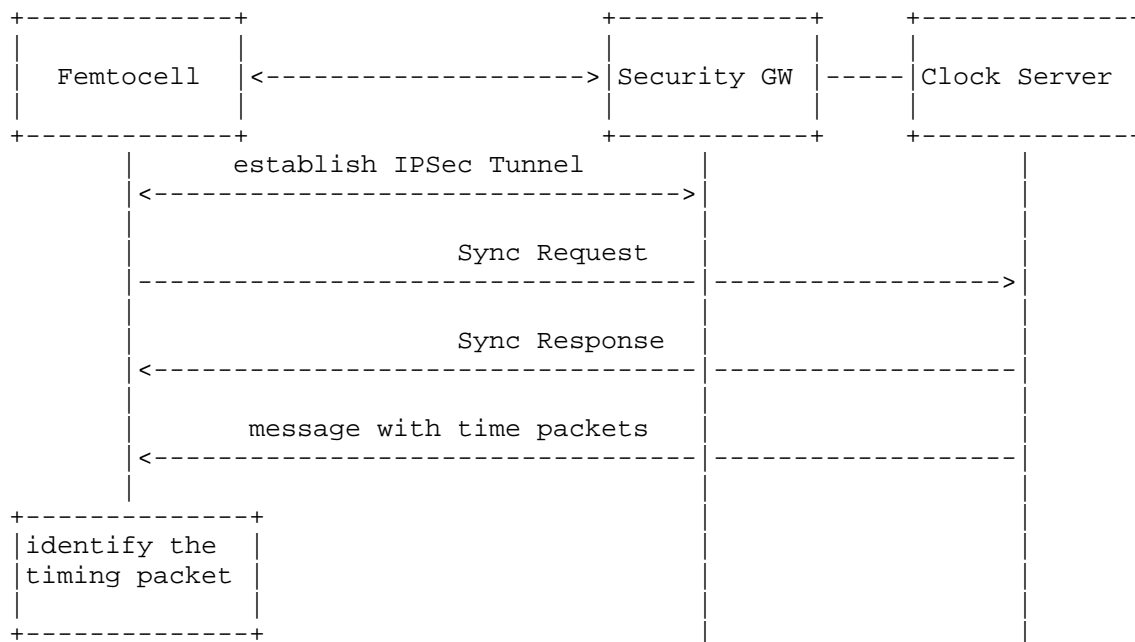 Femtocell Security GW Clock Server
establish IPSec Tunnel
Sync Request
Sync Response
message with time packets
identify the
timing packet